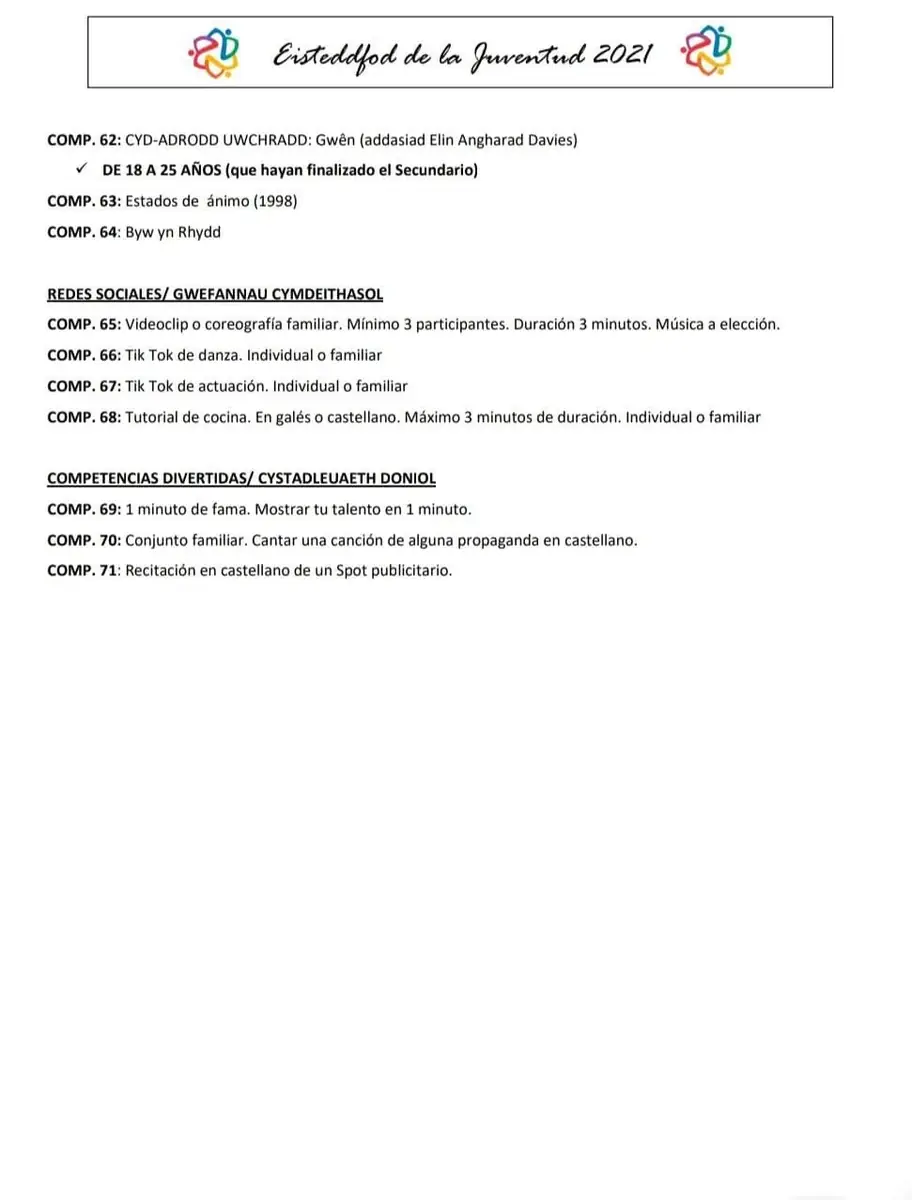 Eisteddfod de la Juventud 2021
COMP. 62: CYD-ADRODD UWCHRADD: Gwên (addasiad Elin Angharad Davies)
✓ DE 18 A 25 AÑOS (que hayan finalizado el Secundario)
COMP. 63: Estados de ánimo (1998)
COMP. 64: Byw yn Rhydd
REDES SOCIALES/ GWEFANNAU CYMDEITHASOL
COMP. 65: Videoclip o coreografía familiar. Mínimo 3 participantes. Duración 3 minutos. Música a elección.
COMP. 66: Tik Tok de danza. Individual o familiar
COMP. 67: Tik Tok de actuación. Individual o familiar
COMP. 68: Tutorial de cocina. En galés o castellano. Máximo 3 minutos de duración. Individual o familiar
COMPETENCIAS DIVERTIDAS/ CYSTADLEUAETH DONIOL
COMP. 69: 1 minuto de fama. Mostrar tu talento en 1 minuto.
COMP. 70: Conjunto familiar. Cantar una canción de alguna propaganda en castellano.
COMP. 71: Recitación en castellano de un Spot publicitario.